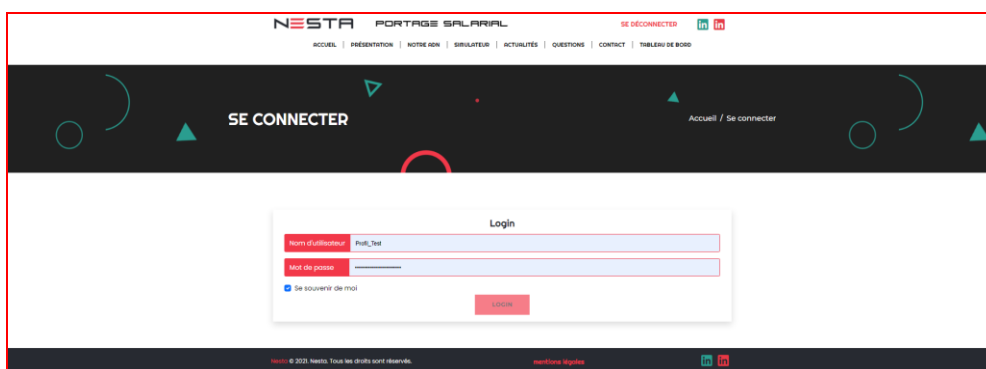 NESTA PORTAGE SALARIAL SE DÉCONNECTER in in
ACCUEIL | PRÉSENTATION | NOTRE ADN | SIMULATEUR | ACTUALITÉS | QUESTIONS | CONTACT | TABLEAU DE BORD
SE CONNECTER
Accueil / Se connecter
Login
Nom d'utilisateur Profil_Test
Mot de passe
Se souvenir de moi
LOGIN
Nesta © 2021. Nesta. Tous les droits sont réservés. mentions légales in in